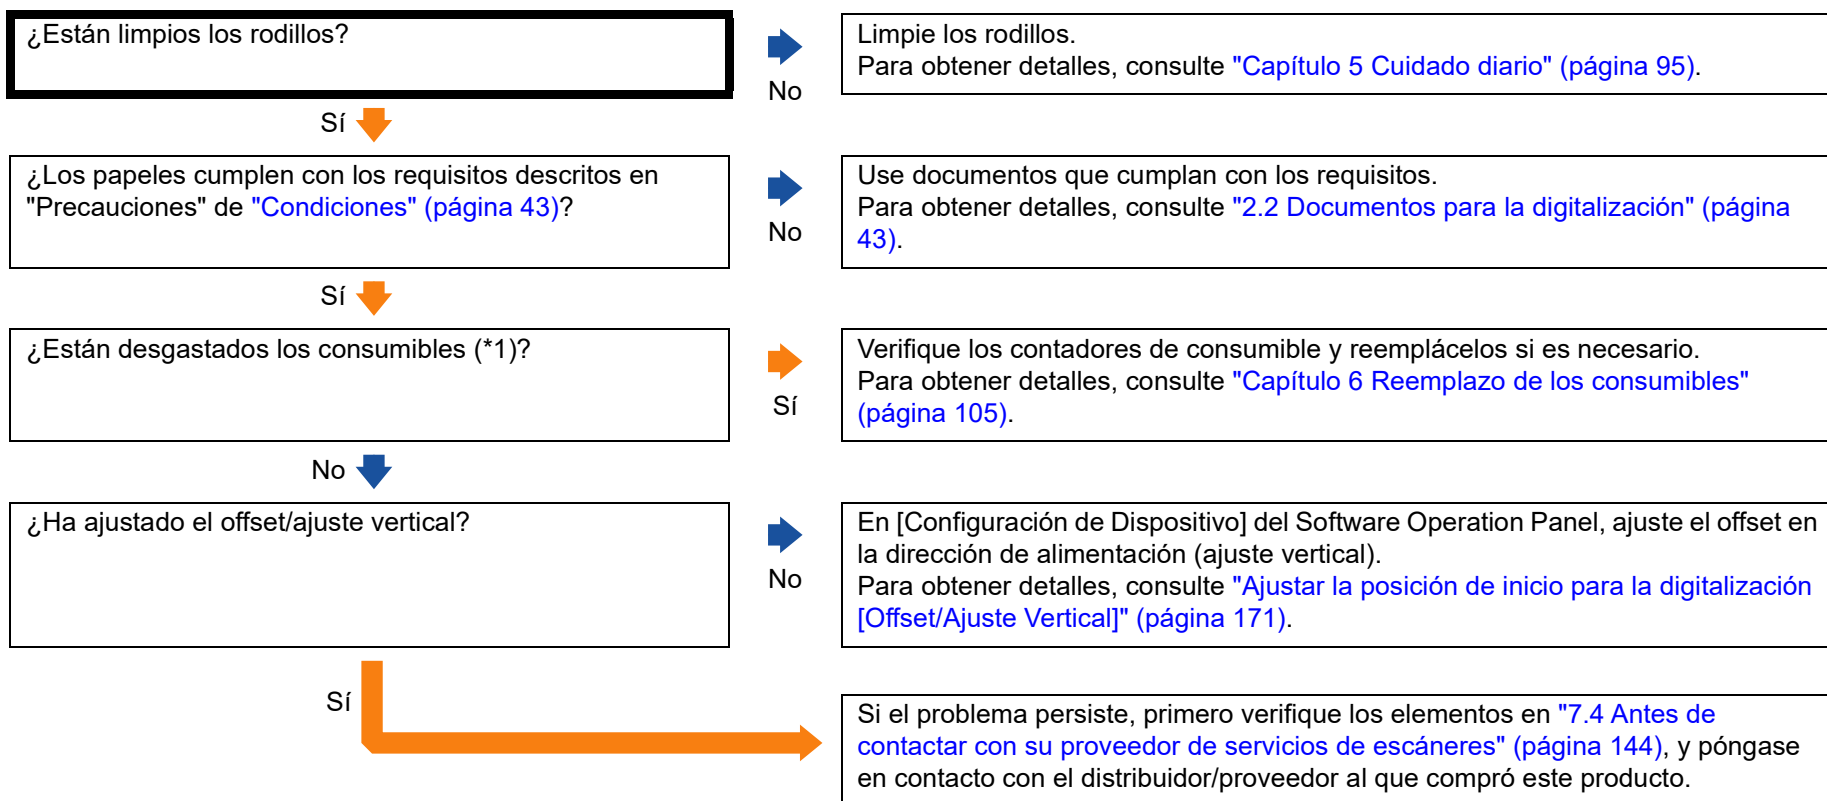 ¿Están limpios los rodillos?
No
Limpie los rodillos.
Para obtener detalles, consulte "Capítulo 5 Cuidado diario" (página 95).
Sí
¿Los papeles cumplen con los requisitos descritos en
"Precauciones" de "Condiciones" (página 43)?
No
Use documentos que cumplan con los requisitos.
Para obtener detalles, consulte "2.2 Documentos para la digitalización" (página
43).
Sí
¿Están desgastados los consumibles (*1)?
Sí
Verifique los contadores de consumible y reemplácelos si es necesario.
Para obtener detalles, consulte "Capítulo 6 Reemplazo de los consumibles"
(página 105).
No
¿Ha ajustado el offset/ajuste vertical?
No
En [Configuración de Dispositivo] del Software Operation Panel, ajuste el offset en
la dirección de alimentación (ajuste vertical).
Para obtener detalles, consulte "Ajustar la posición de inicio para la digitalización
[Offset/Ajuste Vertical]" (página 171).
Sí
Si el problema persiste, primero verifique los elementos en "7.4 Antes de
contactar con su proveedor de servicios de escáneres" (página 144), y póngase
en contacto con el distribuidor/proveedor al que compró este producto.